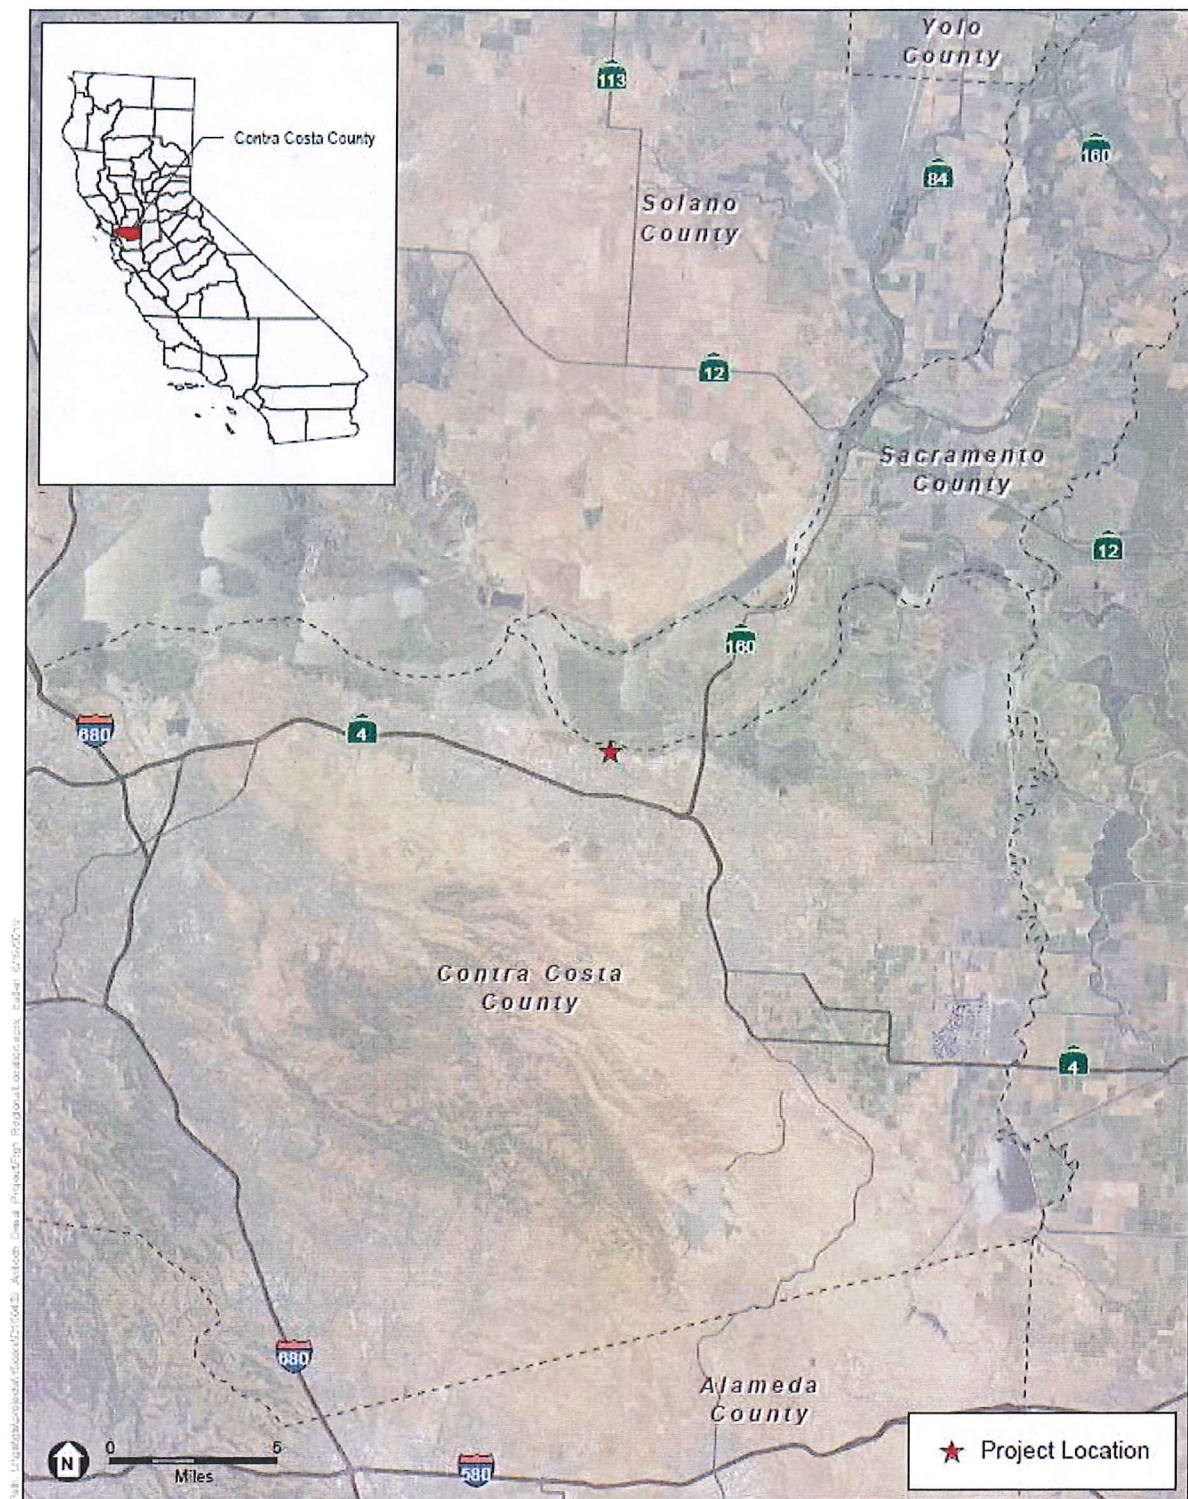 Yolo
County
113
Contra Costa County
160
84
Solano
County
12
Sacramento
County
12
160
680
4
Contra Costa
County
4
680
Alameda
County
Project Location
N
0
5
Miles
580